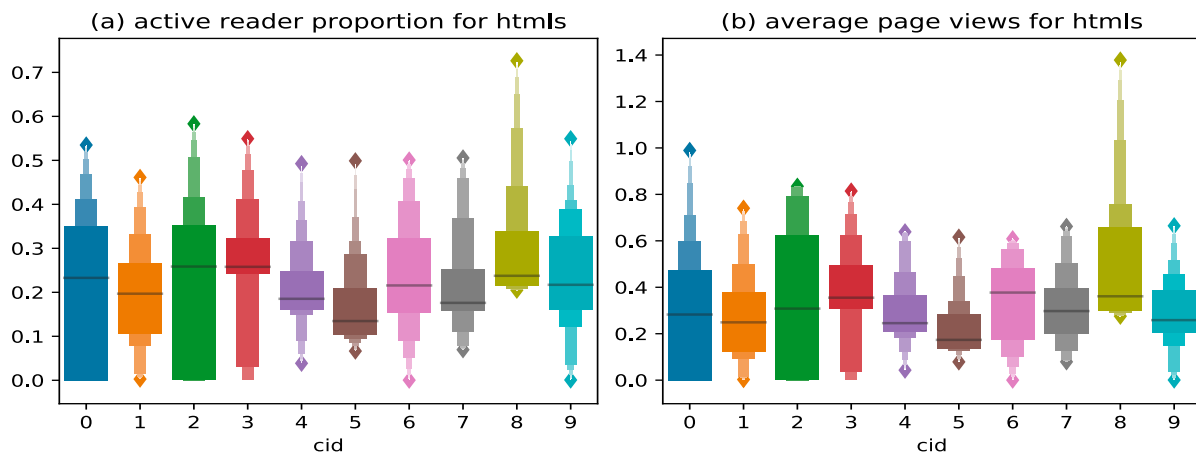 (a) active reader proportion for htmls
0.7
0.6
0.5
0.4
0.3
0.2
0.1
0.0
0 1 2 3 4 5 6 7 8 9
cid
(b) average page views for htmls
1.4
1.2
1.0
0.8
0.6
0.4
0.2
0.0
0 1 2 3 4 5 6 7 8 9
cid